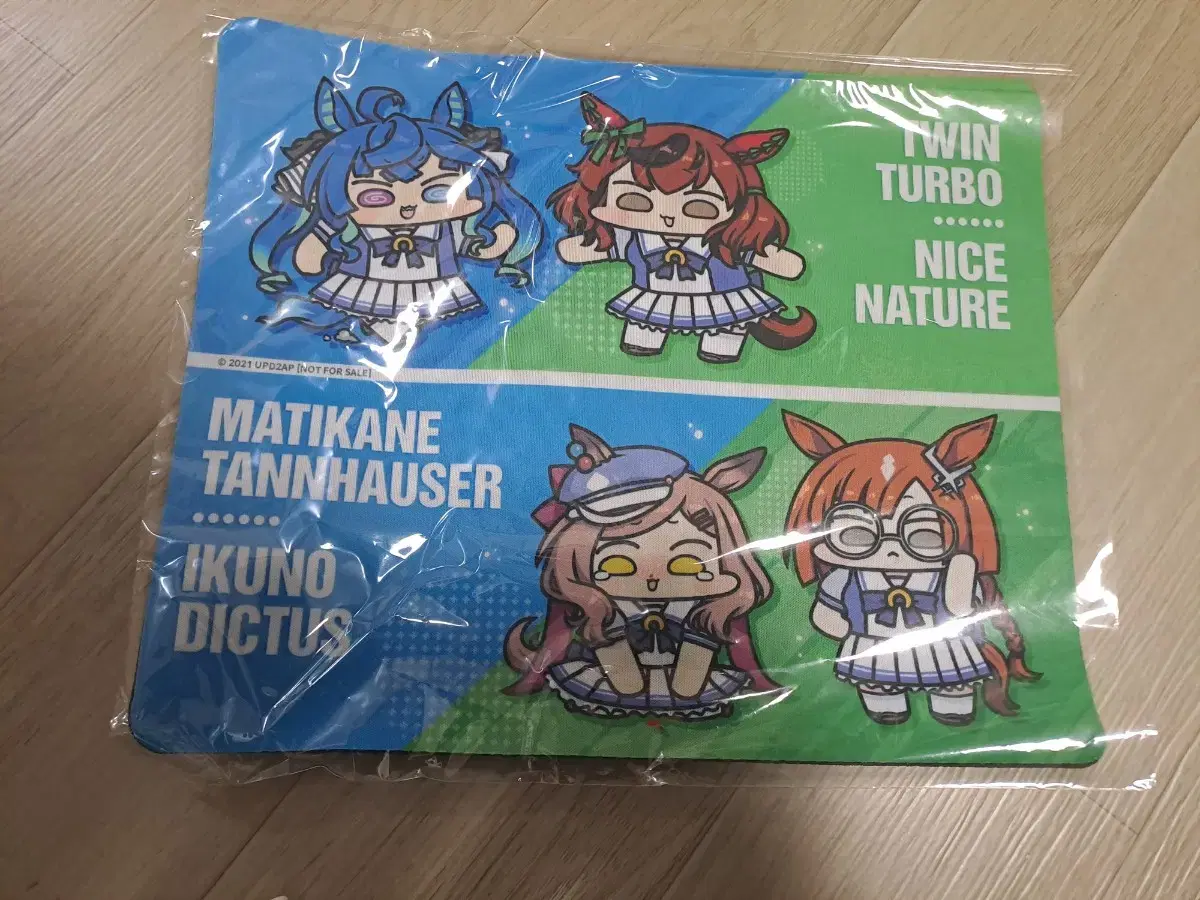 TWIN
TURBO
......
NICE
NATURE
© 2021 UPD2AP [NOT FOR SALE]
MATIKANE
TANNHAUSER
......
IKUNO
DICTUS